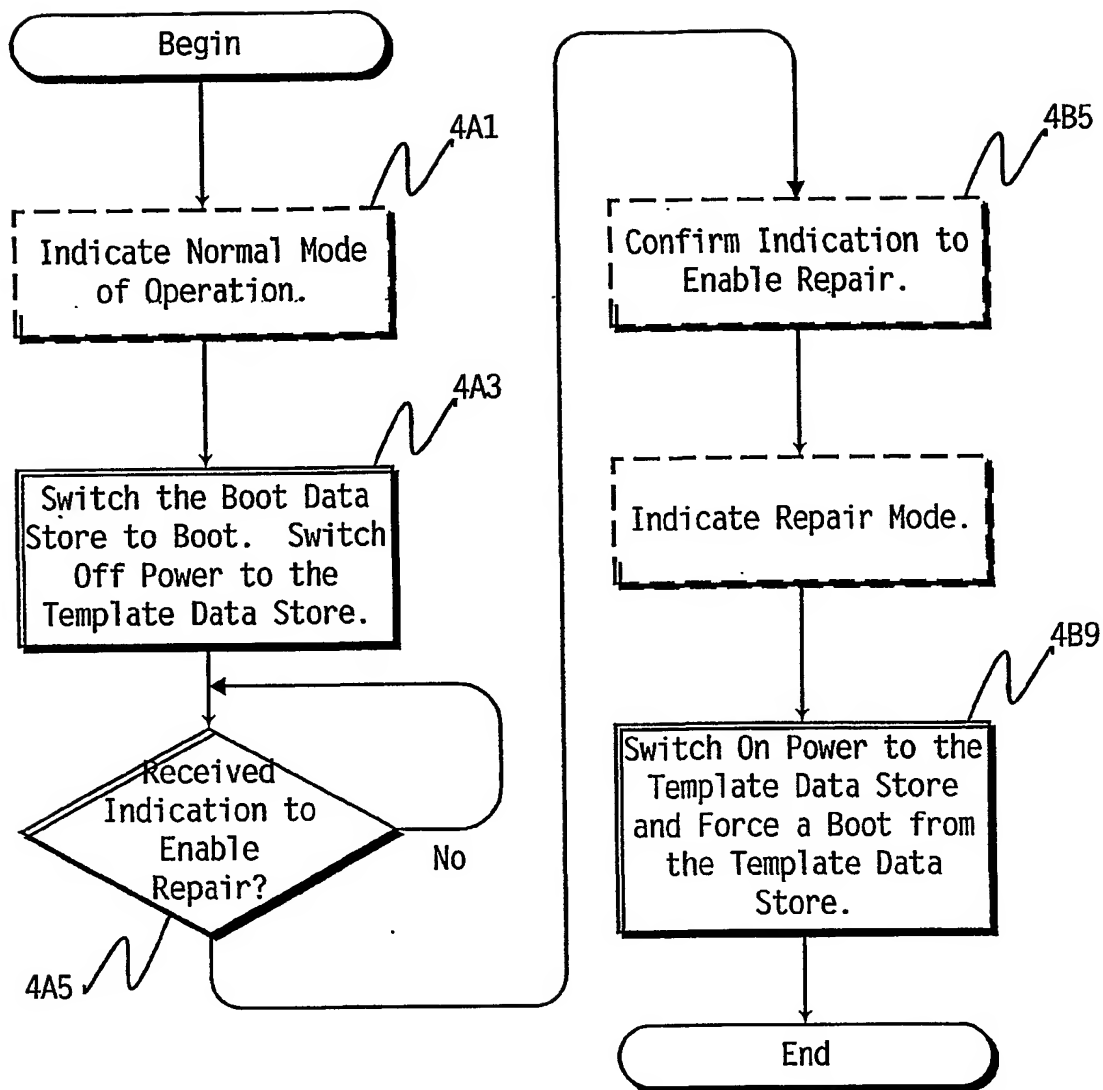 Begin
4A1
Indicate Normal Mode
of Operation.
4A3
Switch the Boot Data
Store to Boot. Switch
Off Power to the
Template Data Store.
Received
Indication to
Enable
Repair?
No
4A5
4B5
Confirm Indication to
Enable Repair.
Indicate Repair Mode.
4B9
Switch On Power to the
Template Data Store
and Force a Boot from
the Template Data
Store.
End